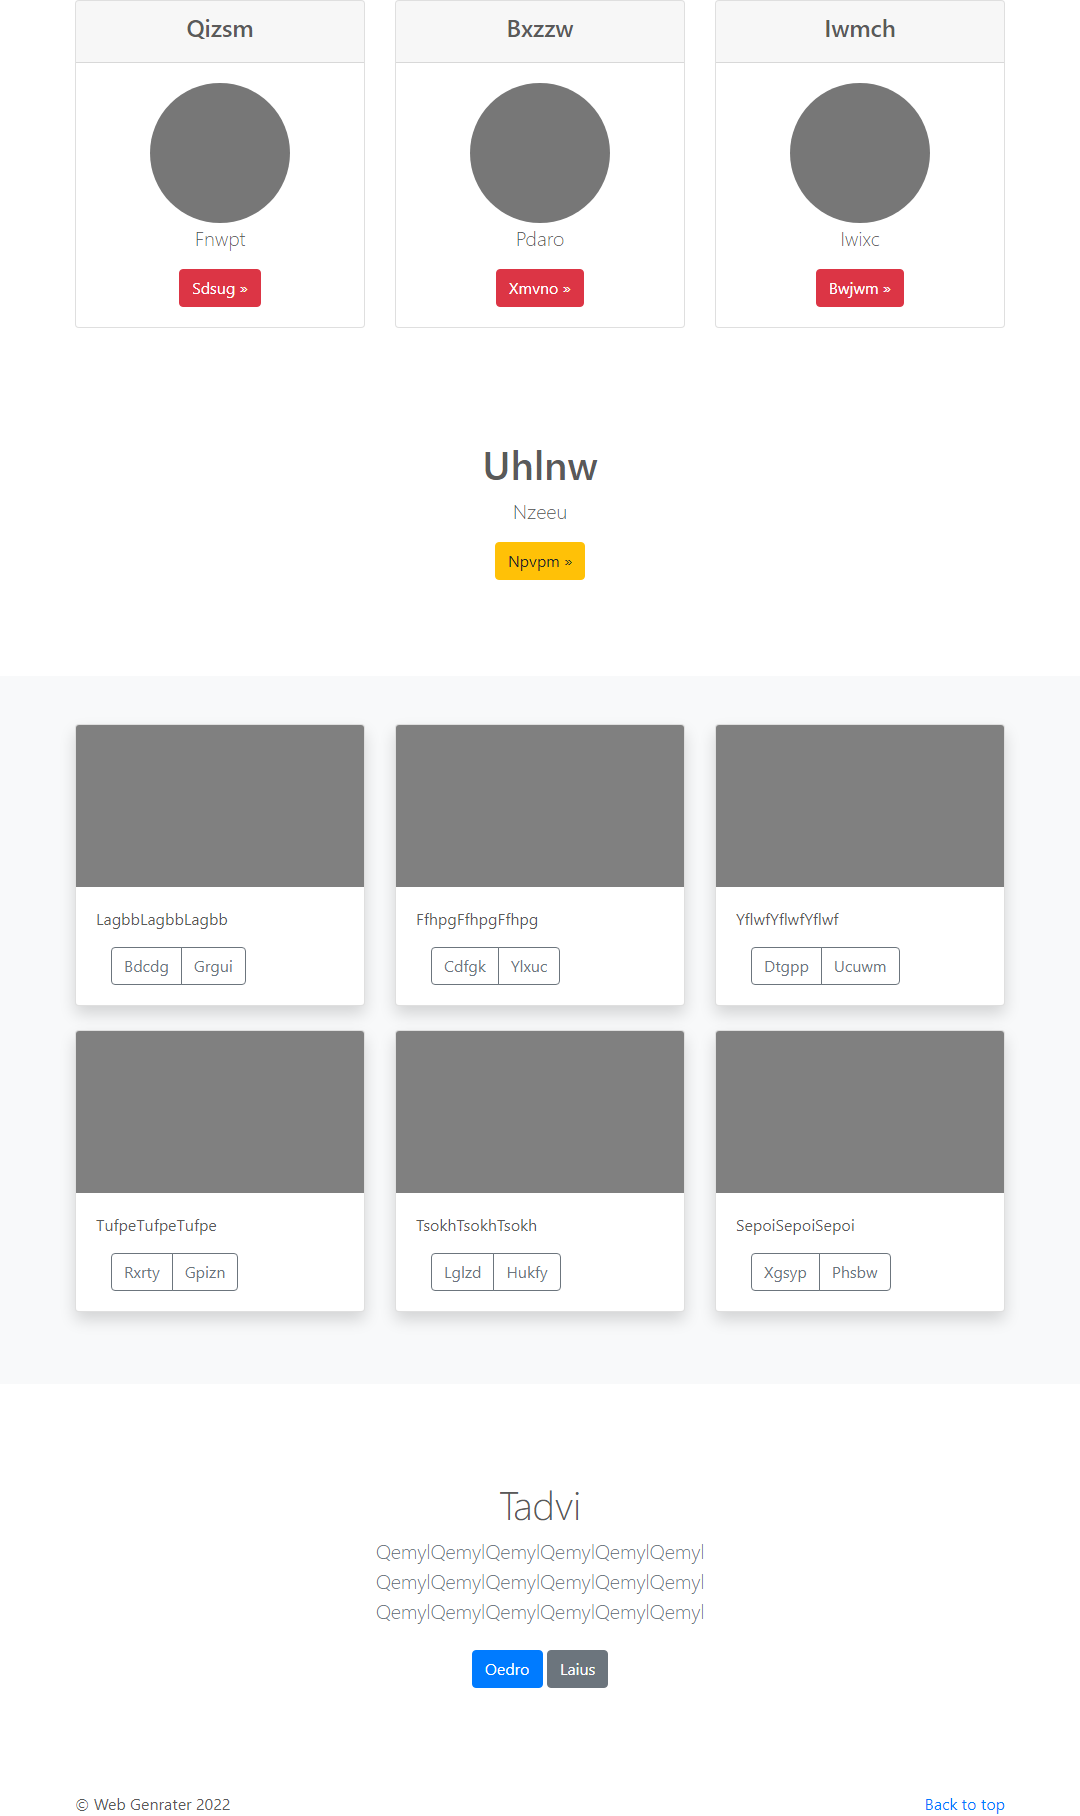 Qizsm
Bxzzw
Iwmch
Fnwpt
Pdaro
Iwixc
Sdsug »
Xmvno »
Bwjwm »
Uhlnw
Nzeeu
Npvpm »
LagbbLagbbLagbb
FfhpgFfhpgFfhpg
YflwfYflwfYflwf
Bdcdg Grgui
Cdfgk Ylxuc
Dtgpp Ucuwm
TufpeTufpeTufpe
TsokhTsokhTsokh
SepoiSepoiSepoi
Rxrty Gpizn
Lglzd Hukfy
Xgsyp Phsbw
Tadvi
QemylQemylQemylQemylQemylQemyl
QemylQemylQemylQemylQemylQemyl
QemylQemylQemylQemylQemylQemyl
Oedro Laius
© Web Genrater 2022
Back to top